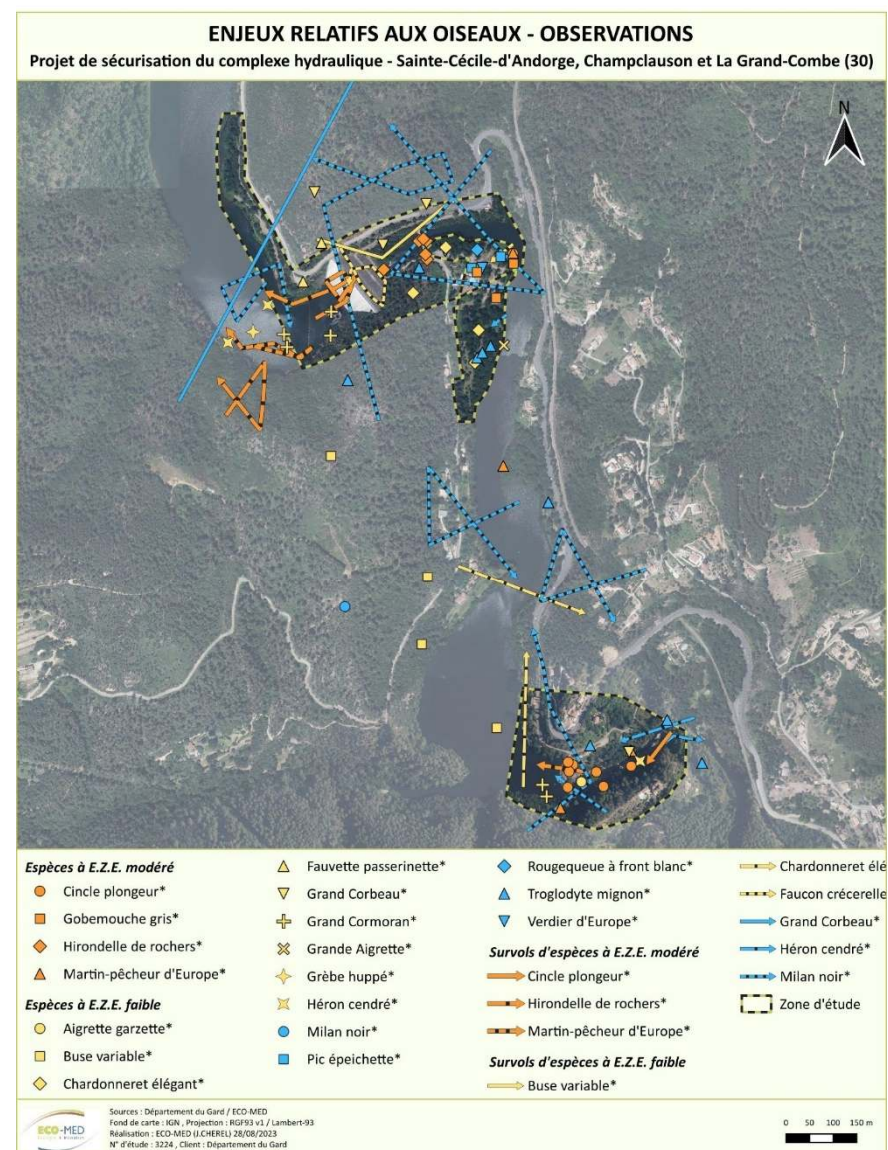 ENJEUX RELATIFS AUX OISEAUX - OBSERVATIONS
Projet de sécurisation du complexe hydraulique - Sainte-Cécile-d'Andorge, Champclauson et La Grand-Combe (30)
N
Espèces à E.Z.E. modéré
Cincle plongeur*
Gobemouche gris*
Hirondelle de rochers*
Martin-pêcheur d'Europe*
Espèces à E.Z.E. faible
Aigrette garzette*
Buse variable*
Chardonneret élégant*
Fauvette passerinette*
Grand Corbeau*
Grand Cormoran*
Grande Aigrette*
Grèbe huppé*
Héron cendré*
Milan noir*
Pic épeichette*
Rougequeue à front blanc*
Troglodyte mignon*
Verdier d'Europe*
Survols d'espèces à E.Z.E. modéré
Cincle plongeur*
Hirondelle de rochers*
Martin-pêcheur d'Europe*
Survols d'espèces à E.Z.E. faible
Buse variable*
Chardonneret élé
Faucon crécerelle
Grand Corbeau*
Héron cendré*
Milan noir*
Zone d'étude
ECO-MED
Sources : Département du Gard / ECO-MED
Fond de carte : IGN , Projection : RGF93 v1 / Lambert-93
Réalisation : ECO-MED (J.CHEREL) 28/08/2023
N° d'étude : 3224 , Client : Département du Gard
0 50 100 150 m